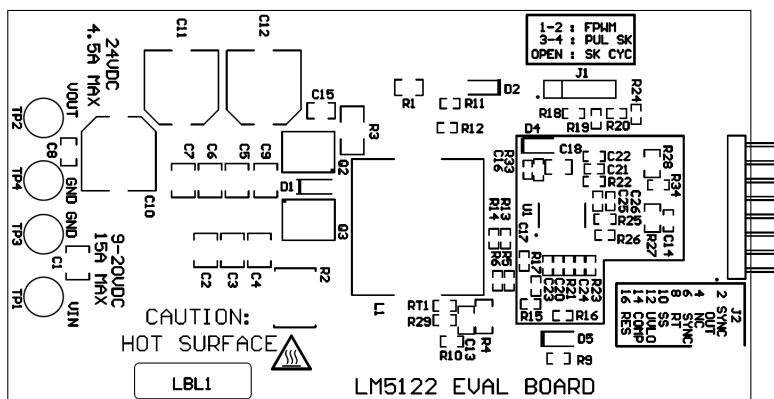 1-2 : FPWM
3-4 : PUL SK
OPEN : SK CYC
24VDC
4.5A MAX
C11
C12
J1
TP2
VOUT
C15
R1
D2
R11
R18
R24
R19
R20
R3
R12
D4
C18
C8
C7
C6
C5
C9
Q2
C16
R33
C22
C21
R22
R28
R34
TP4
GND
D1
C10
U1
C25
C26
R25
R26
R27
C14
R14
R13
C17
TP3
GND
Q3
9-20VDC
15A MAX
C1
C2
C3
C4
R2
R6
R5
R17
C23
C20
R21
C24
R23
TP1
VIN
L1
RT1
R29
R15
R16
C13
R4
R10
D5
R9
J2
2 SYNC OUT
4 NC
6 SYNC
8 RT
10 SS
12 UVLO
14 COMP
16 RES
CAUTION:
HOT SURFACE
LBL1
LM5122 EVAL BOARD